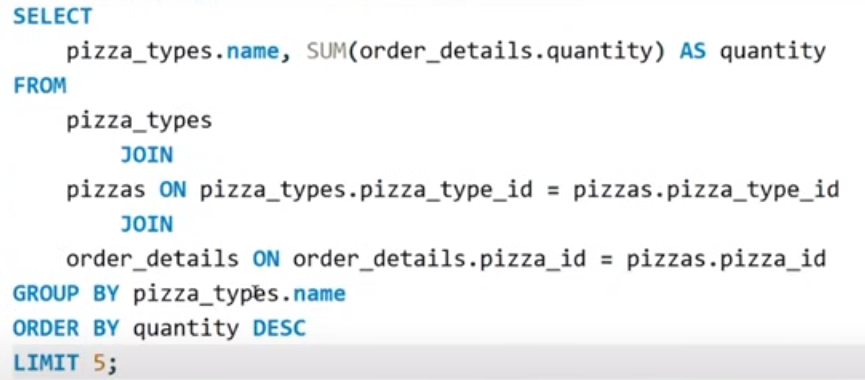 SELECT
pizza_types.name, SUM(order_details.quantity) AS quantity
FROM
pizza_types
JOIN
pizzas ON pizza_types.pizza_type_id = pizzas.pizza_type_id
JOIN
order_details ON order_details.pizza_id = pizzas.pizza_id
GROUP BY pizza_types.name
ORDER BY quantity DESC
LIMIT 5;